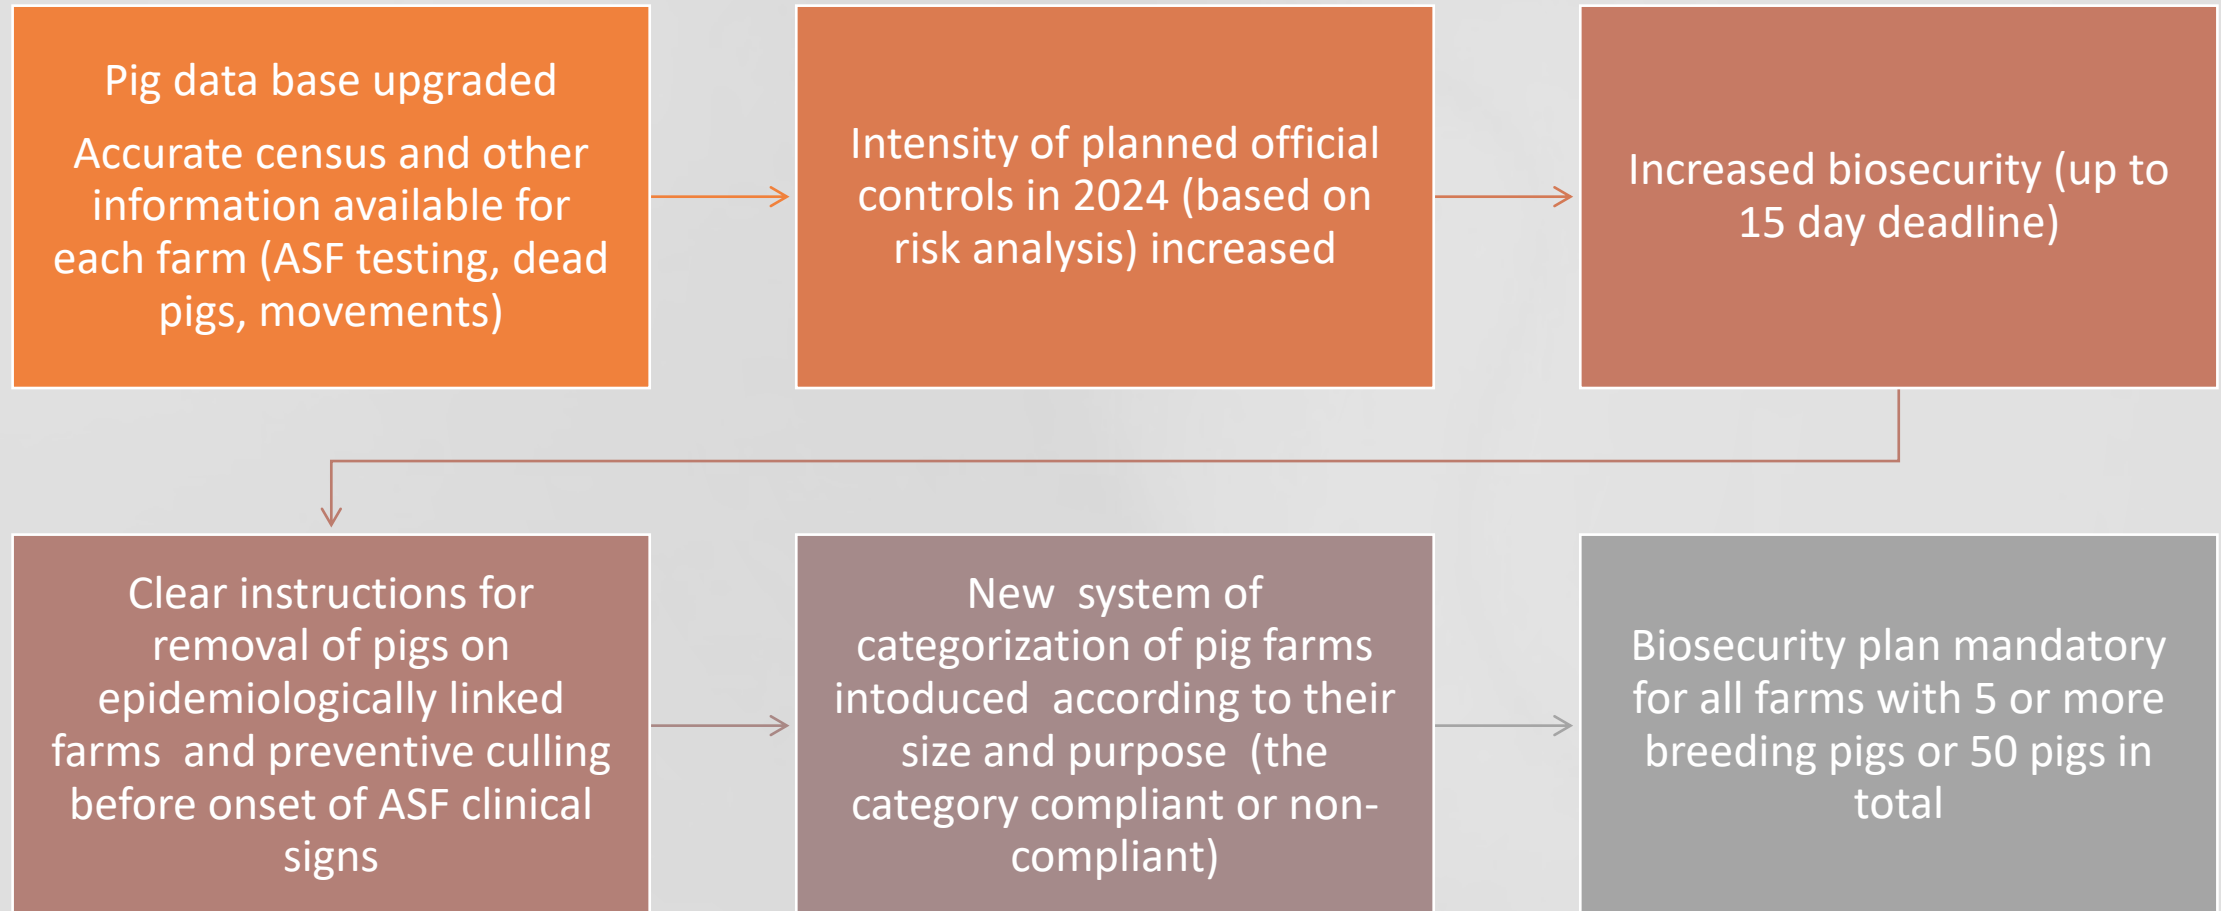 Pig data base upgraded
Accurate census and other
information available for
each farm (ASF testing, dead
pigs, movements)
Intensity of planned official
controls in 2024 (based on
risk analysis) increased
Increased biosecurity (up to
15 day deadline)
Clear instructions for
removal of pigs on
epidemiologically linked
farms  and preventive culling
before onset of ASF clinical
signs
New  system of
categorization of pig farms
intoduced  according to their
size and purpose  (the
category compliant or non-
compliant)
Biosecurity plan mandatory
for all farms with 5 or more
breeding pigs or 50 pigs in
total